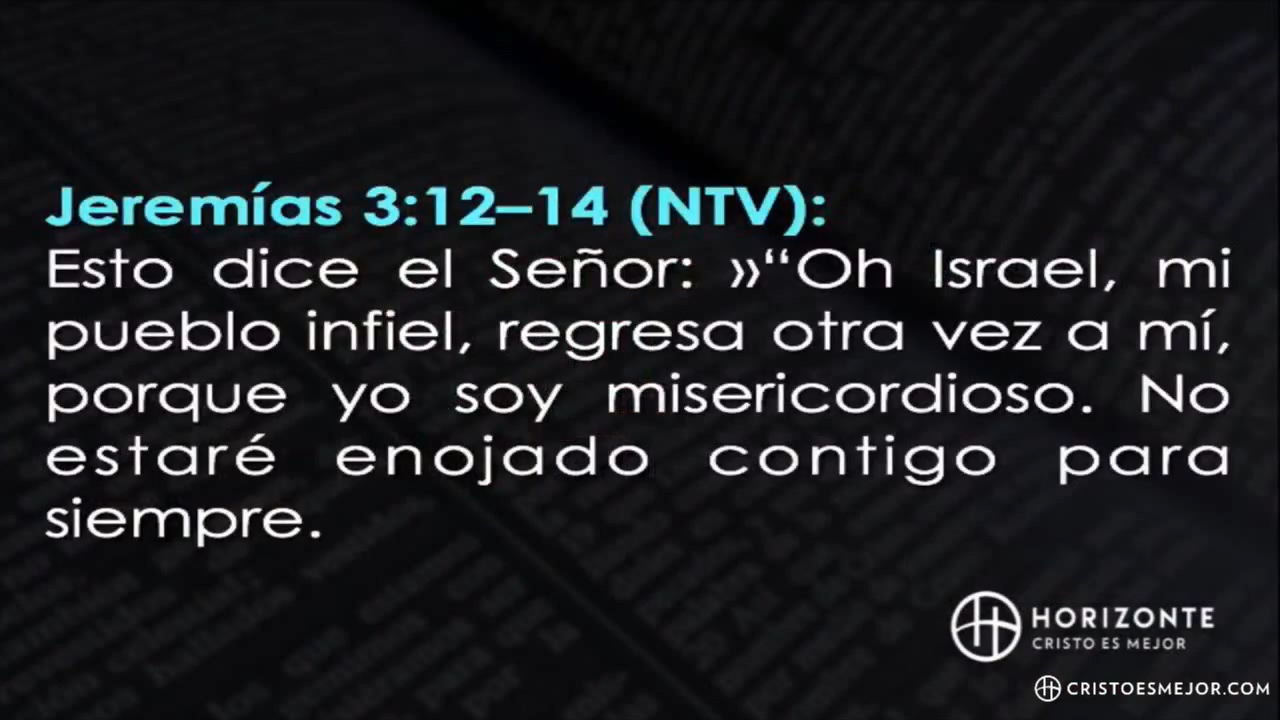 Jeremías 3:12–14 (NTV):
Esto dice el Señor: »“Oh Israel, mi
pueblo infiel, regresa otra vez a mí,
porque yo soy misericordioso. No
estaré enojado contigo para
siempre.
HORIZONTE
CRISTO ES MEJOR
CRISTOESMEJOR.COM